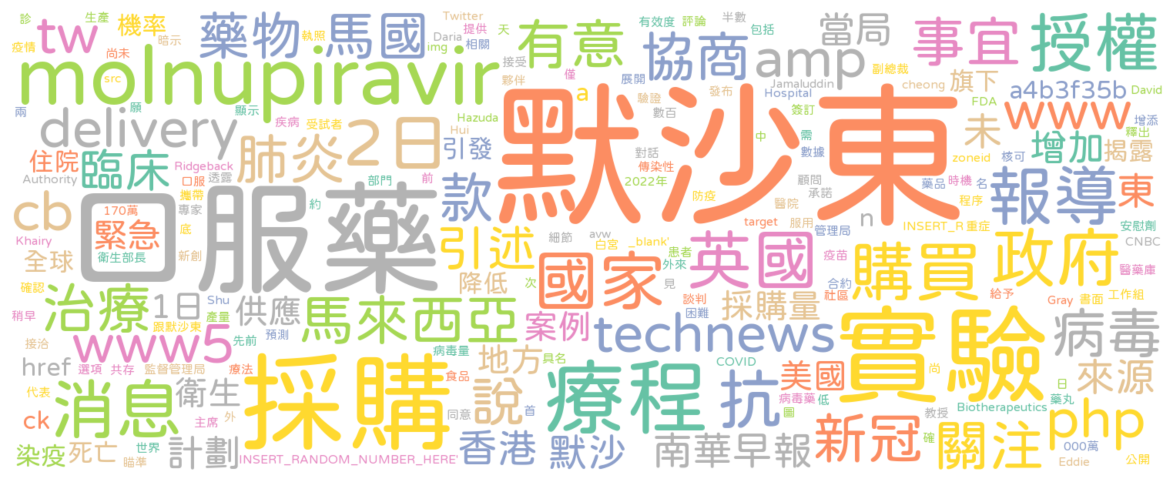 診 生產 機率 藥物 馬國 Twitter Daria 有意 有效度 評論 半數 包括 當局 事宜 授權
疫情 tw 尚未 暗示 執照 img 提供 相關 天 協商 amp 副總裁 旗下
molnupiravir 接受 夥伴 僅 展開 驗證 Jamaluddin cheong a4b3f35b David
src a Hospital 發布 數百 簽訂 FDA 未 www 增添
兩 願 顯示 疾病 受試者 Hazuda 默沙東 中 需 釋出
delivery 2日 Hui 引發 對話 數據 核可 zoneid 增加 揭露
住院 臨床 肺炎 Ridgeback 透露 口服 部門 前 款 傳染性 2022年 顧問 承諾 藥品 時機 名 程序 報導 東
Authority 攜帶 約 防疫 醫院
cb 170萬 專家 口服藥 細節 avw target 服用 n INSERT_R 重症 安慰劑
Khairy 緊急 底 引述 白宮 _blank' 管理局 CNBC
全球 衛生部長 新創 國家 患者 外來 英國 疫苗 購買 政府 醫藥庫
確認 治療 1日 Shu 供應 馬來西亞 降低 次 見 談判 採購量 合約 社區 給予 Gray 書面 工作組
稍早 產量 跟默沙東 先前 預測 案例 困難 technews 實驗 病毒
接洽 www5 病毒量 地方 具名 COVID
href 選項 共存 監督管理局 療法 食品 說 療程 美國 尚 日 來源
代表 消息 衛生 採購 同意 首 抗 病毒藥 低 圖 藥丸
ck 主席 外 教授 Biotherapeutics php
染疫 死亡 世界 瞄準 計劃 INSERT_RANDOM_NUMBER_HERE' 香港 默沙 南華早報 新冠 確 關注 000萬 Eddie 公開